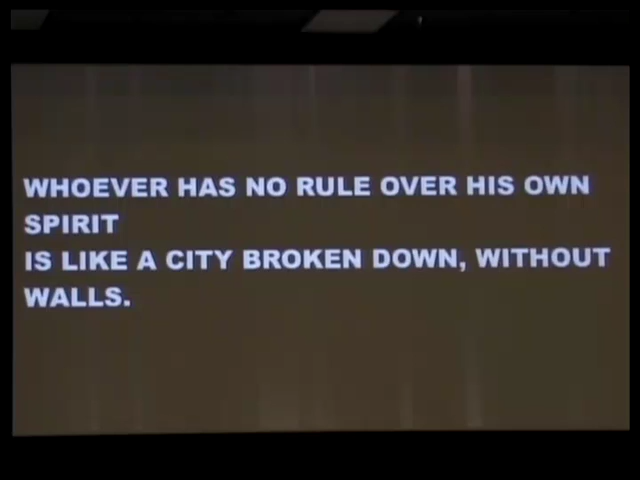 WHOEVER HAS NO RULE OVER HIS OWN
SPIRIT
IS LIKE A CITY BROKEN DOWN, WITHOUT
WALLS.